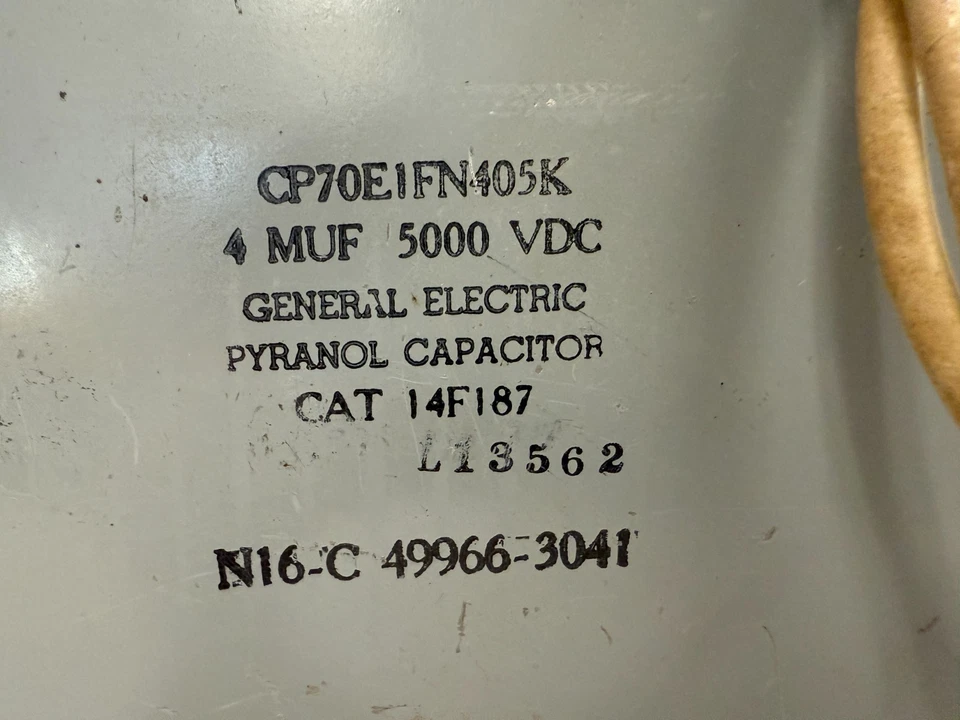 CP70E1FN405K
4 MUF 5000 VDC
GENERAL ELECTRIC
PYRANOL CAPACITOR
CAT 14F187
L13562
N16-C 49966-3041